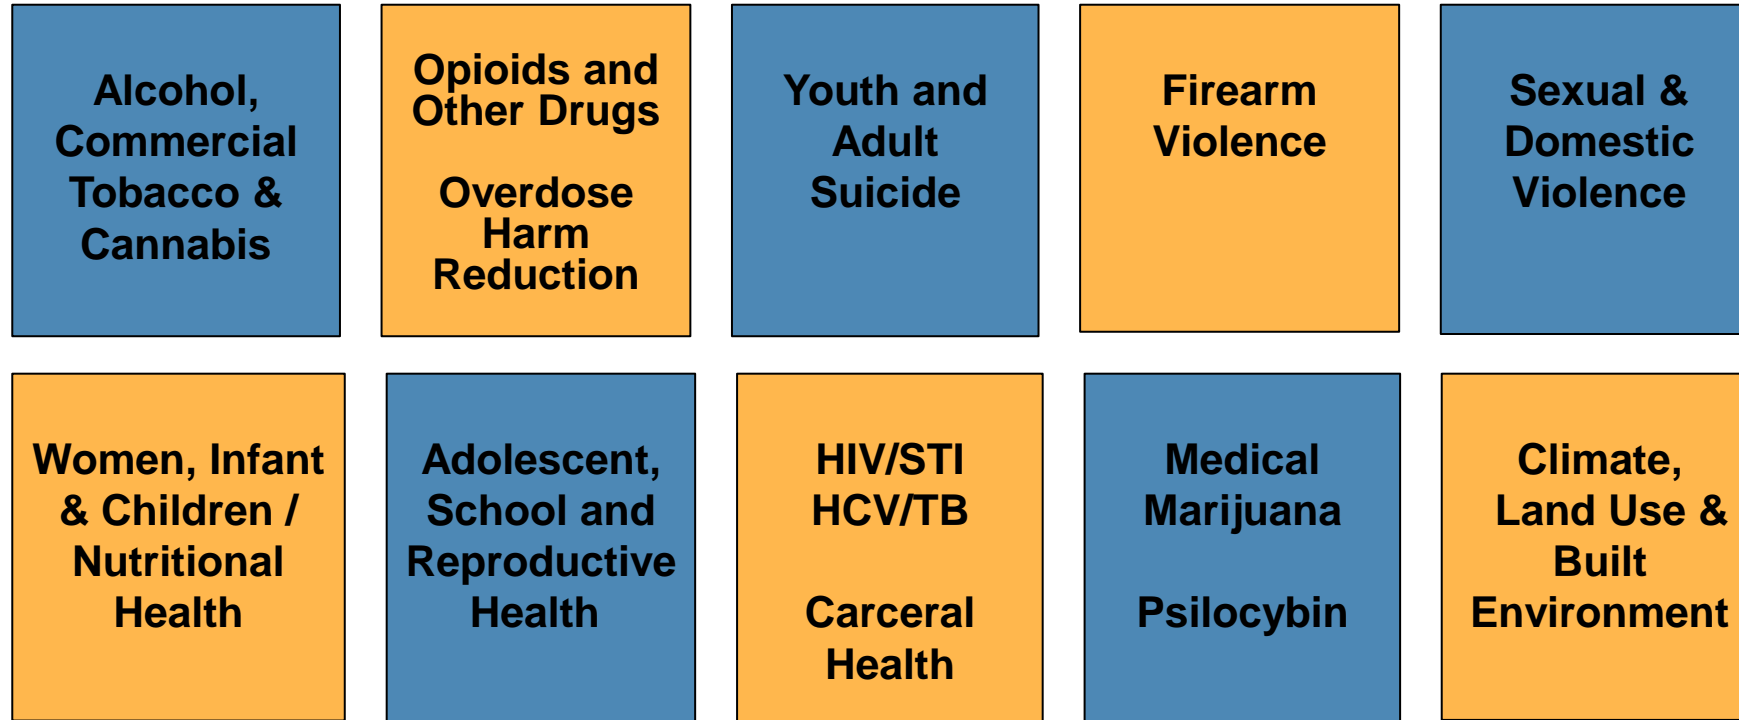 Alcohol,
Commercial
Tobacco &
Cannabis
Opioids and
Other Drugs
Overdose
Harm
Reduction
Youth and
Adult
Suicide
Firearm
Violence
Sexual &
Domestic
Violence
Women, Infant
& Children /
Nutritional
Health
Adolescent,
School and
Reproductive
Health
HIV/STI
HCV/TB
Carceral
Health
Medical
Marijuana
Psilocybin
Climate,
Land Use &
Built
Environment